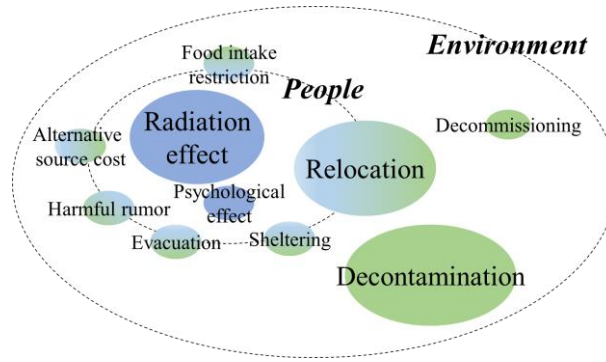 Environment
Food intake
restriction
People
Radiation
effect
Decommissioning
Alternative
source cost
Relocation
Psychological
effect
Harmful rumor
Evacuation
Sheltering
Decontamination